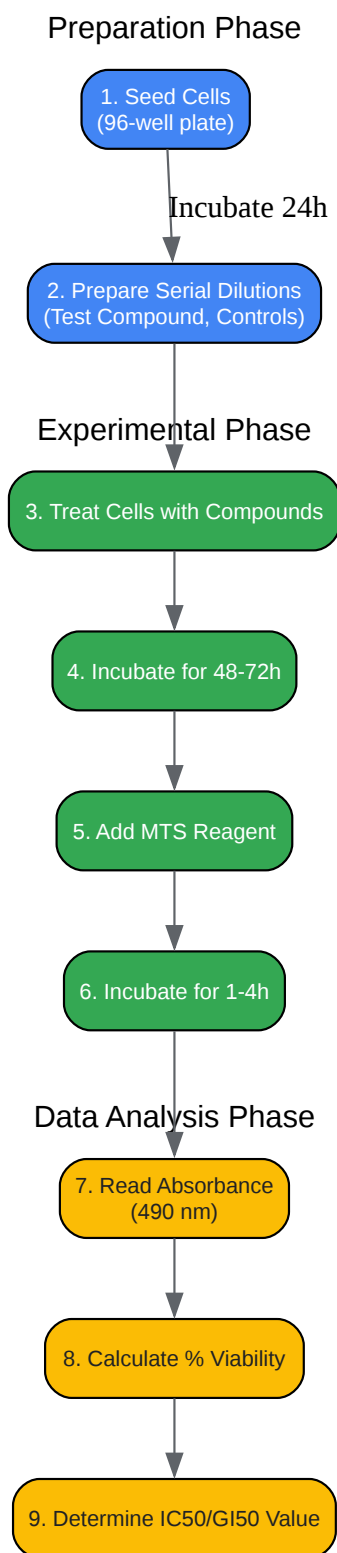 Preparation Phase
1. Seed Cells
(96-well plate)
Incubate 24h
2. Prepare Serial Dilutions
(Test Compound, Controls)
Experimental Phase
3. Treat Cells with Compounds
4. Incubate for 48-72h
5. Add MTS Reagent
6. Incubate for 1-4h
Data Analysis Phase
7. Read Absorbance
(490 nm)
8. Calculate % Viability
9. Determine IC50/GI50 Value